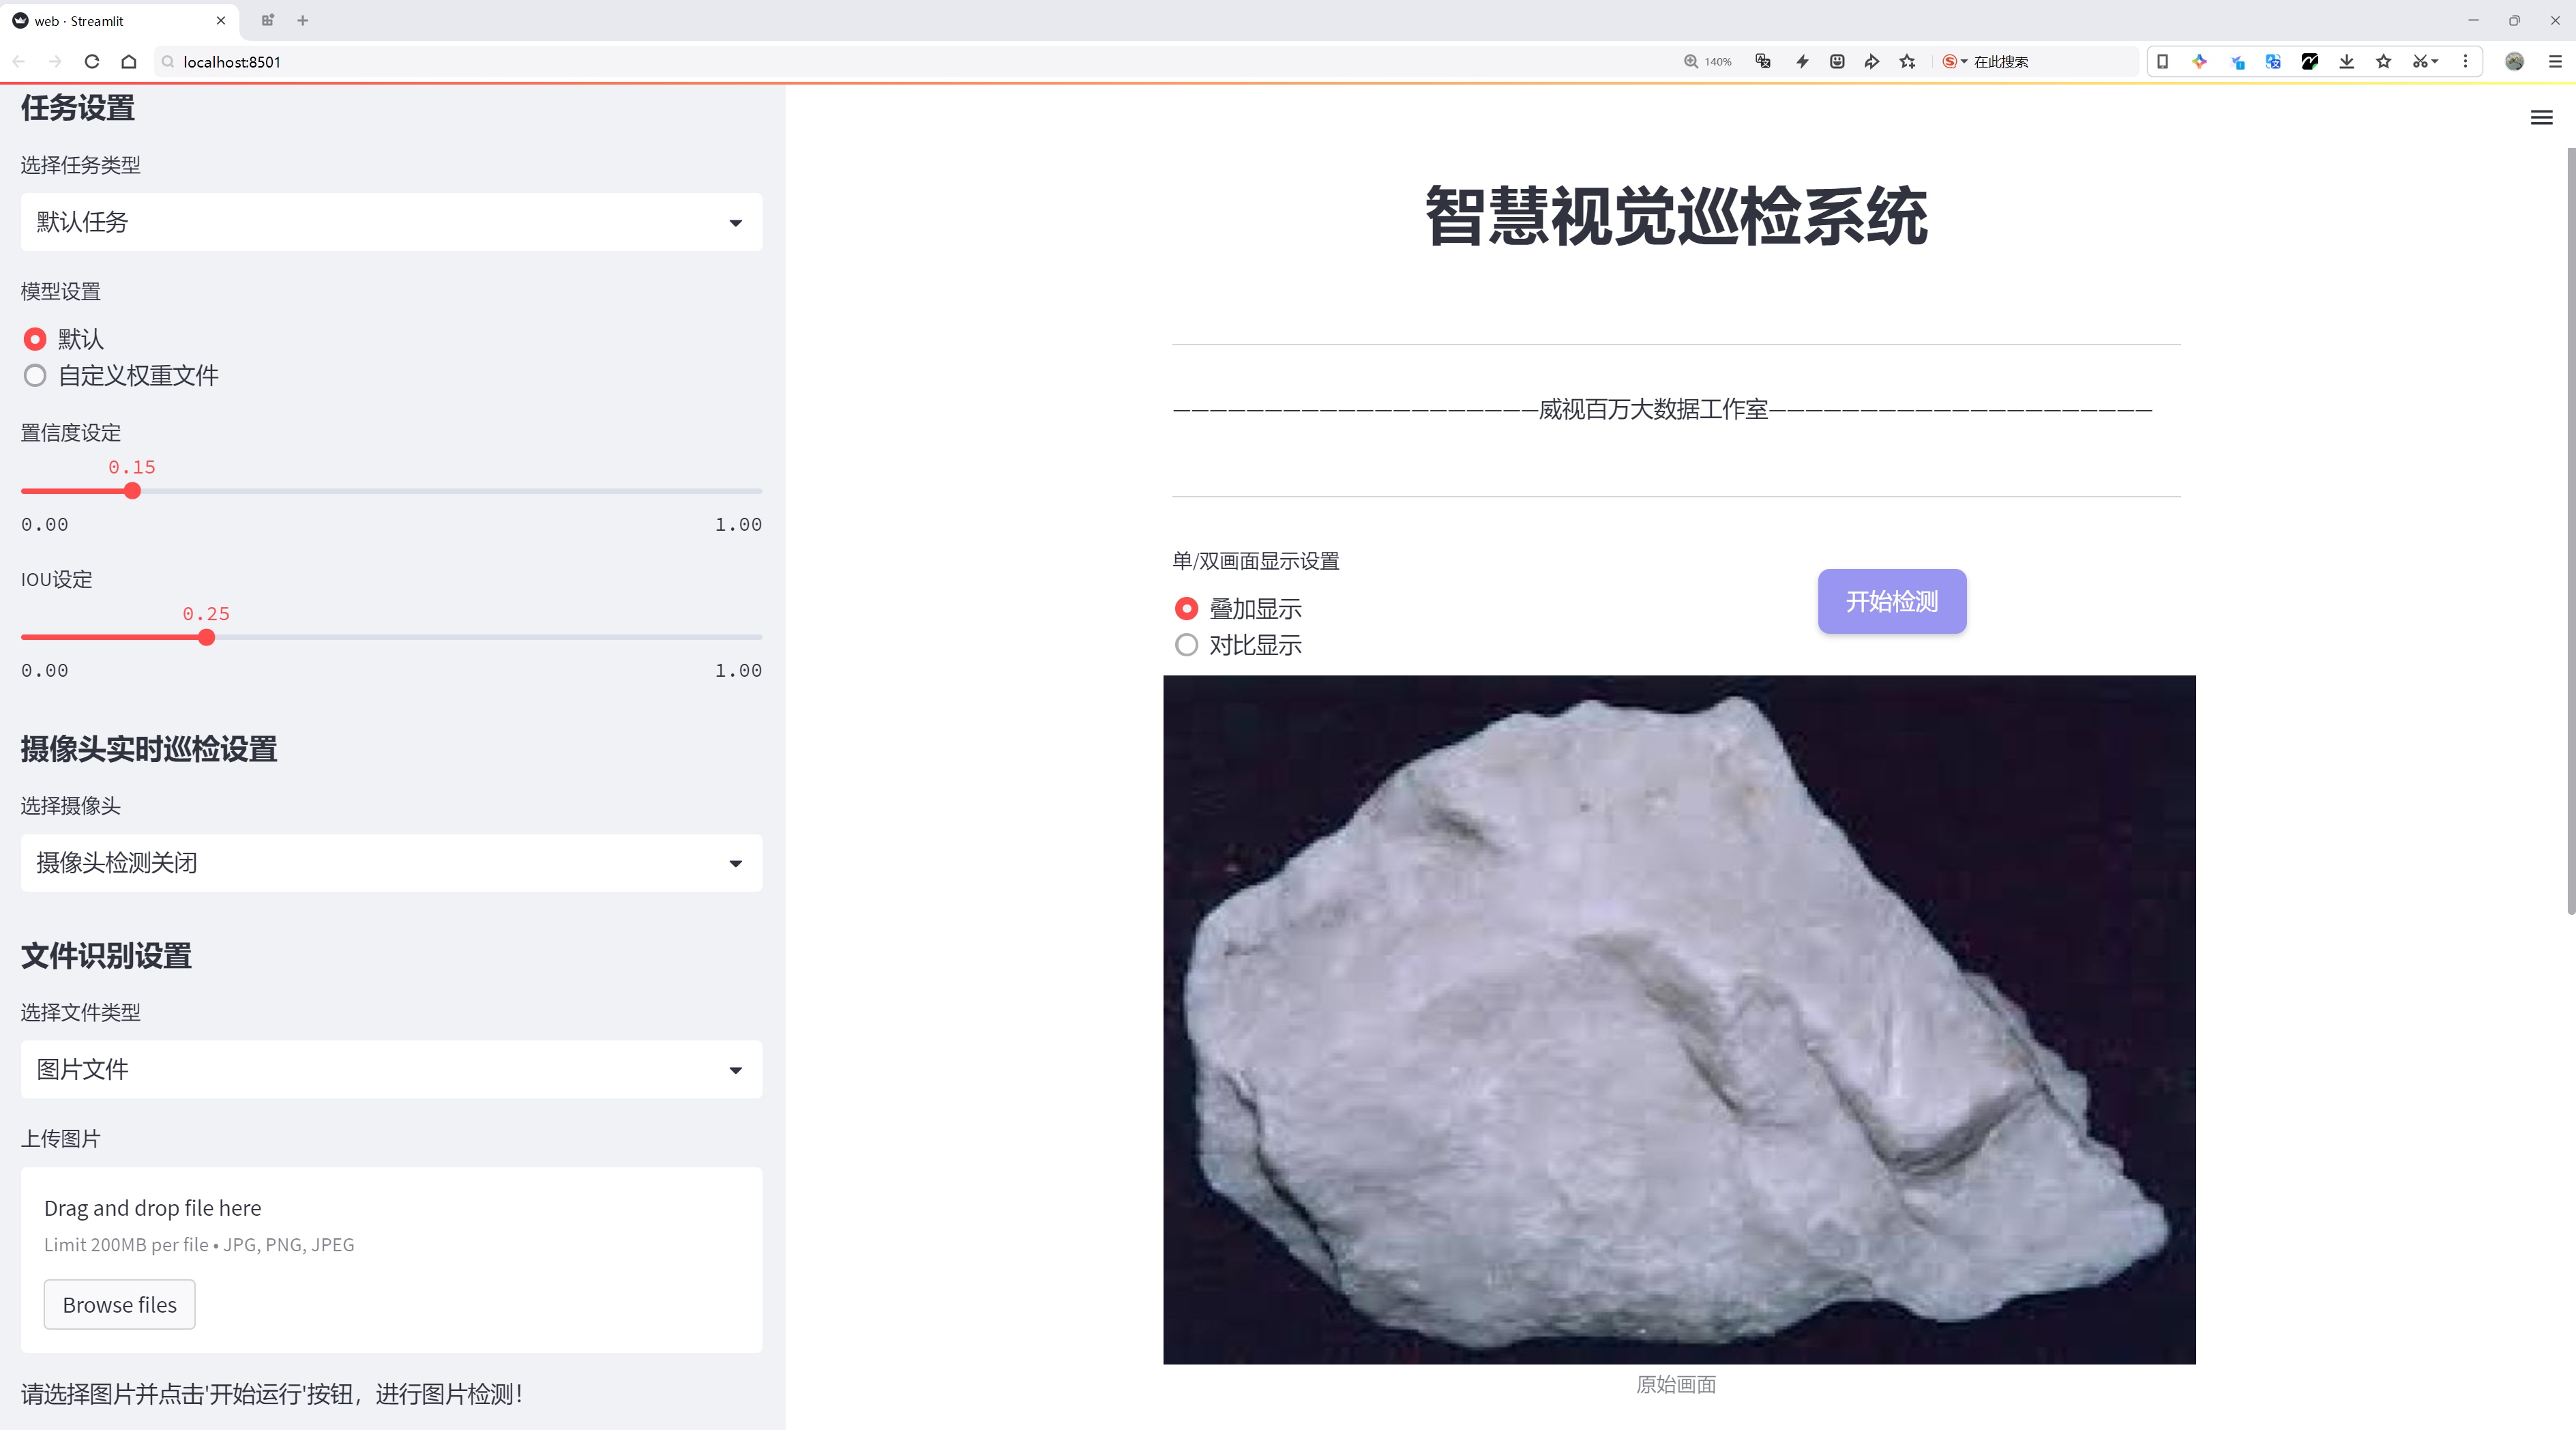 web · Streamlit
localhost:8501
140%
在此搜索
任务设置
选择任务类型
默认任务
模型设置
默认
自定义权重文件
置信度设定
0.15
0.00
1.00
IOU设定
0.25
0.00
1.00
摄像头实时巡检设置
选择摄像头
摄像头检测关闭
文件识别设置
选择文件类型
图片文件
上传图片
Drag and drop file here
Limit 200MB per file • JPG, PNG, JPEG
Browse files
请选择图片并点击'开始运行'按钮，进行图片检测！
智慧视觉巡检系统
————————————————————威视百万大数据工作室—————————————————————
单/双画面显示设置
叠加显示
对比显示
开始检测
原始画面